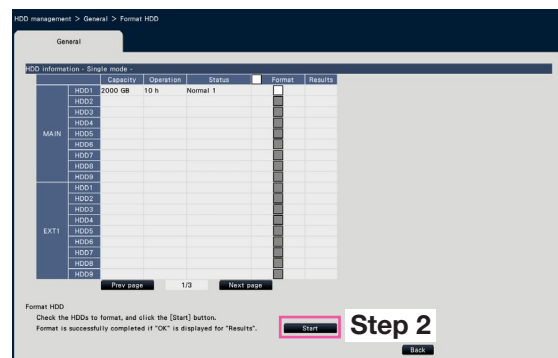 HDD management > General > Format HDD
General
HDD information - Single mode -
Capacity Operation Status Format Results
MAIN
HDD1 2000 GB 10 h Normal 1
HDD2
HDD3
HDD4
HDD5
HDD6
HDD7
HDD8
HDD9
EXT1
HDD1
HDD2
HDD3
HDD4
HDD5
HDD6
HDD7
HDD8
HDD9
Prev page 1/3 Next page
Format HDD
Check the HDDs to format, and click the [Start] button.
Format is successfully completed if "OK" is displayed for "Results".
Start Step 2
Back